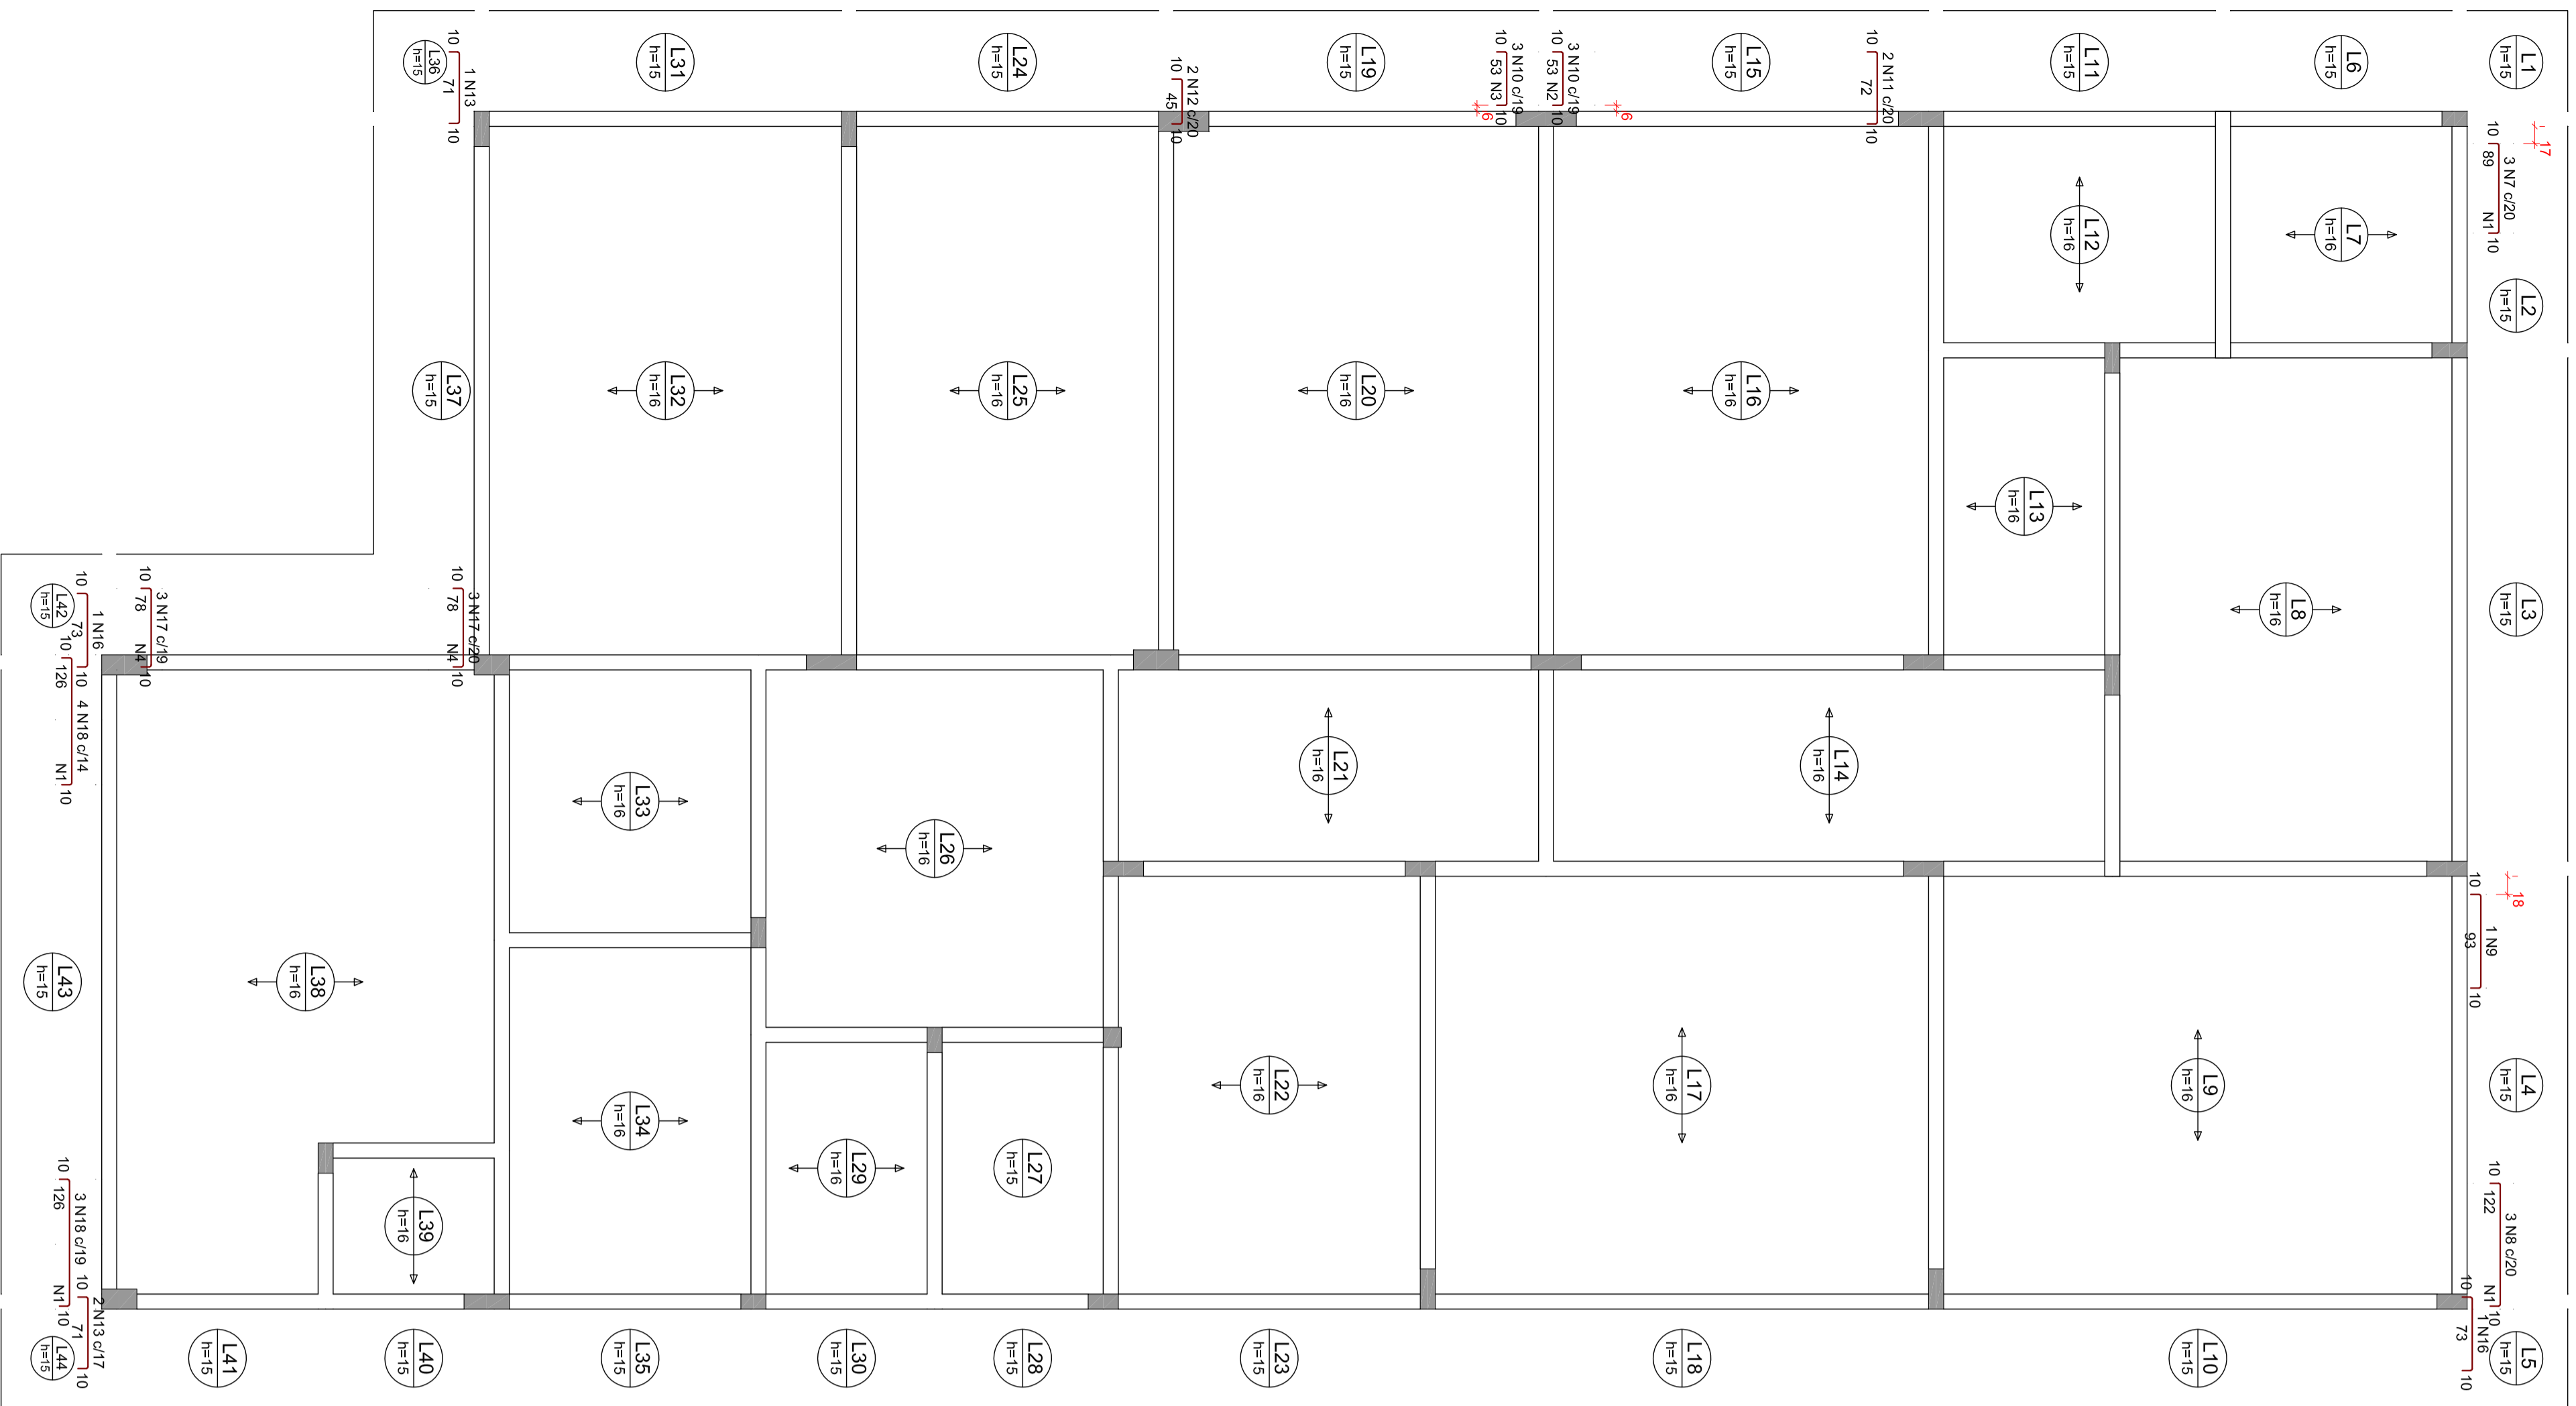 L1
h=15
17
3 N7 c/20
10 89 N1 10
L2
h=15
L3
h=15
18
1 N9
10 93 10
L4
h=15
3 N8 c/20
10 122 N1 10
L5
h=15
1 N16
10 73 10
L6
h=15
L7
h=16
L8
h=16
L9
h=16
L10
h=15
L11
h=15
L12
h=16
L13
h=16
2 N11 c/20
10 72 10
L14
h=16
L15
h=15
L16
h=16
L17
h=16
L18
h=15
6
3 N10 c/19
10 53 N2 10
3 N10 c/19
10 53 N3 10
6
L19
h=15
L20
h=16
L21
h=16
L22
h=16
L23
h=15
2 N12 c/20
10 45 10
L24
h=15
L25
h=16
L26
h=16
L27
h=15
L28
h=15
L29
h=16
L30
h=15
L31
h=15
L32
h=16
L33
h=16
L34
h=16
L35
h=15
1 N13
10 71 10
L36
h=15
L37
h=15
3 N17 c/20
10 78 N4 10
L38
h=16
L39
h=16
L40
h=15
L41
h=15
3 N17 c/19
10 78 N4 10
1 N16
10 73 10
L42
h=15
4 N18 c/14
10 126 N1 10
L43
h=15
3 N18 c/19
10 126 N1 10
2 N13 c/17
10 71 10
L44
h=15